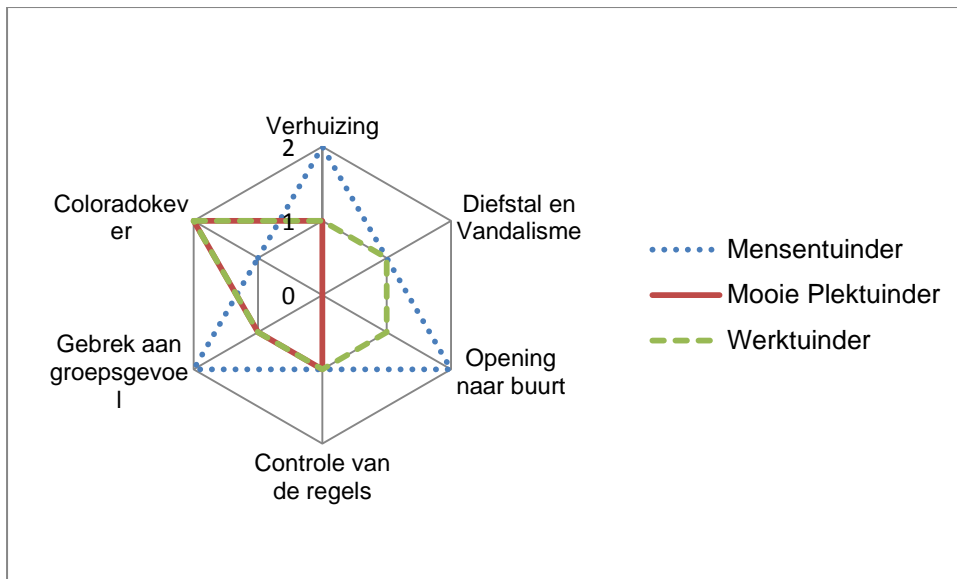 Verhuizing
2
Diefstal en
Vandalisme
Coloradokev
er
1
0
Gebrek aan
groepsgevoe
l
Opening
naar buurt
Controle van
de regels
Mensentuinder
Mooie Plektuinder
Werktuinder